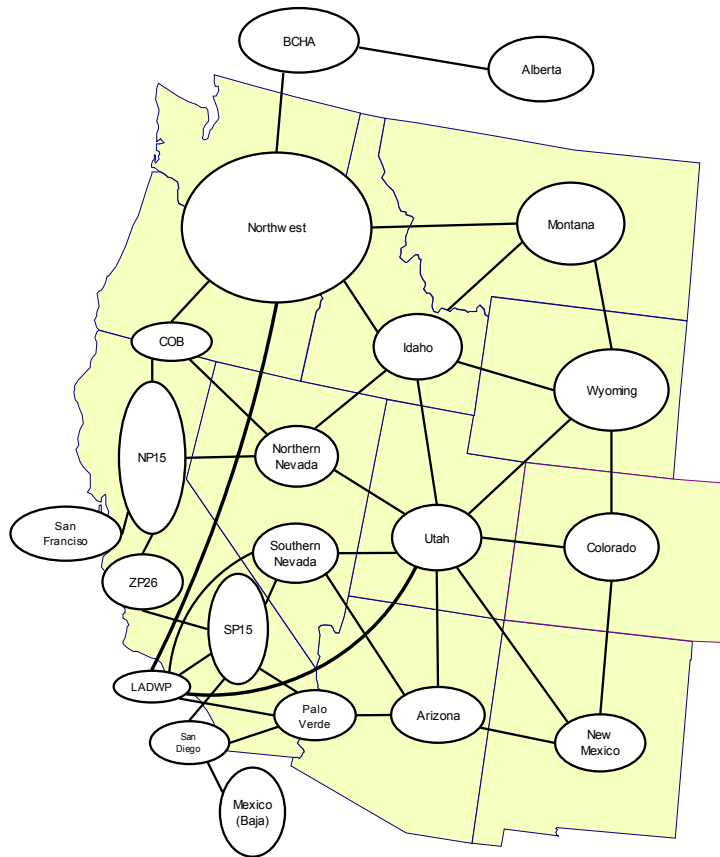 BCHA
Alberta
Northwest
Montana
COB
Idaho
Wyoming
NP15
Northern
Nevada
San
Franciso
Utah
Colorado
Southern
Nevada
ZP26
SP15
LADWP
Palo
Verde
Arizona
San
Diego
New
Mexico
Mexico
(Baja)